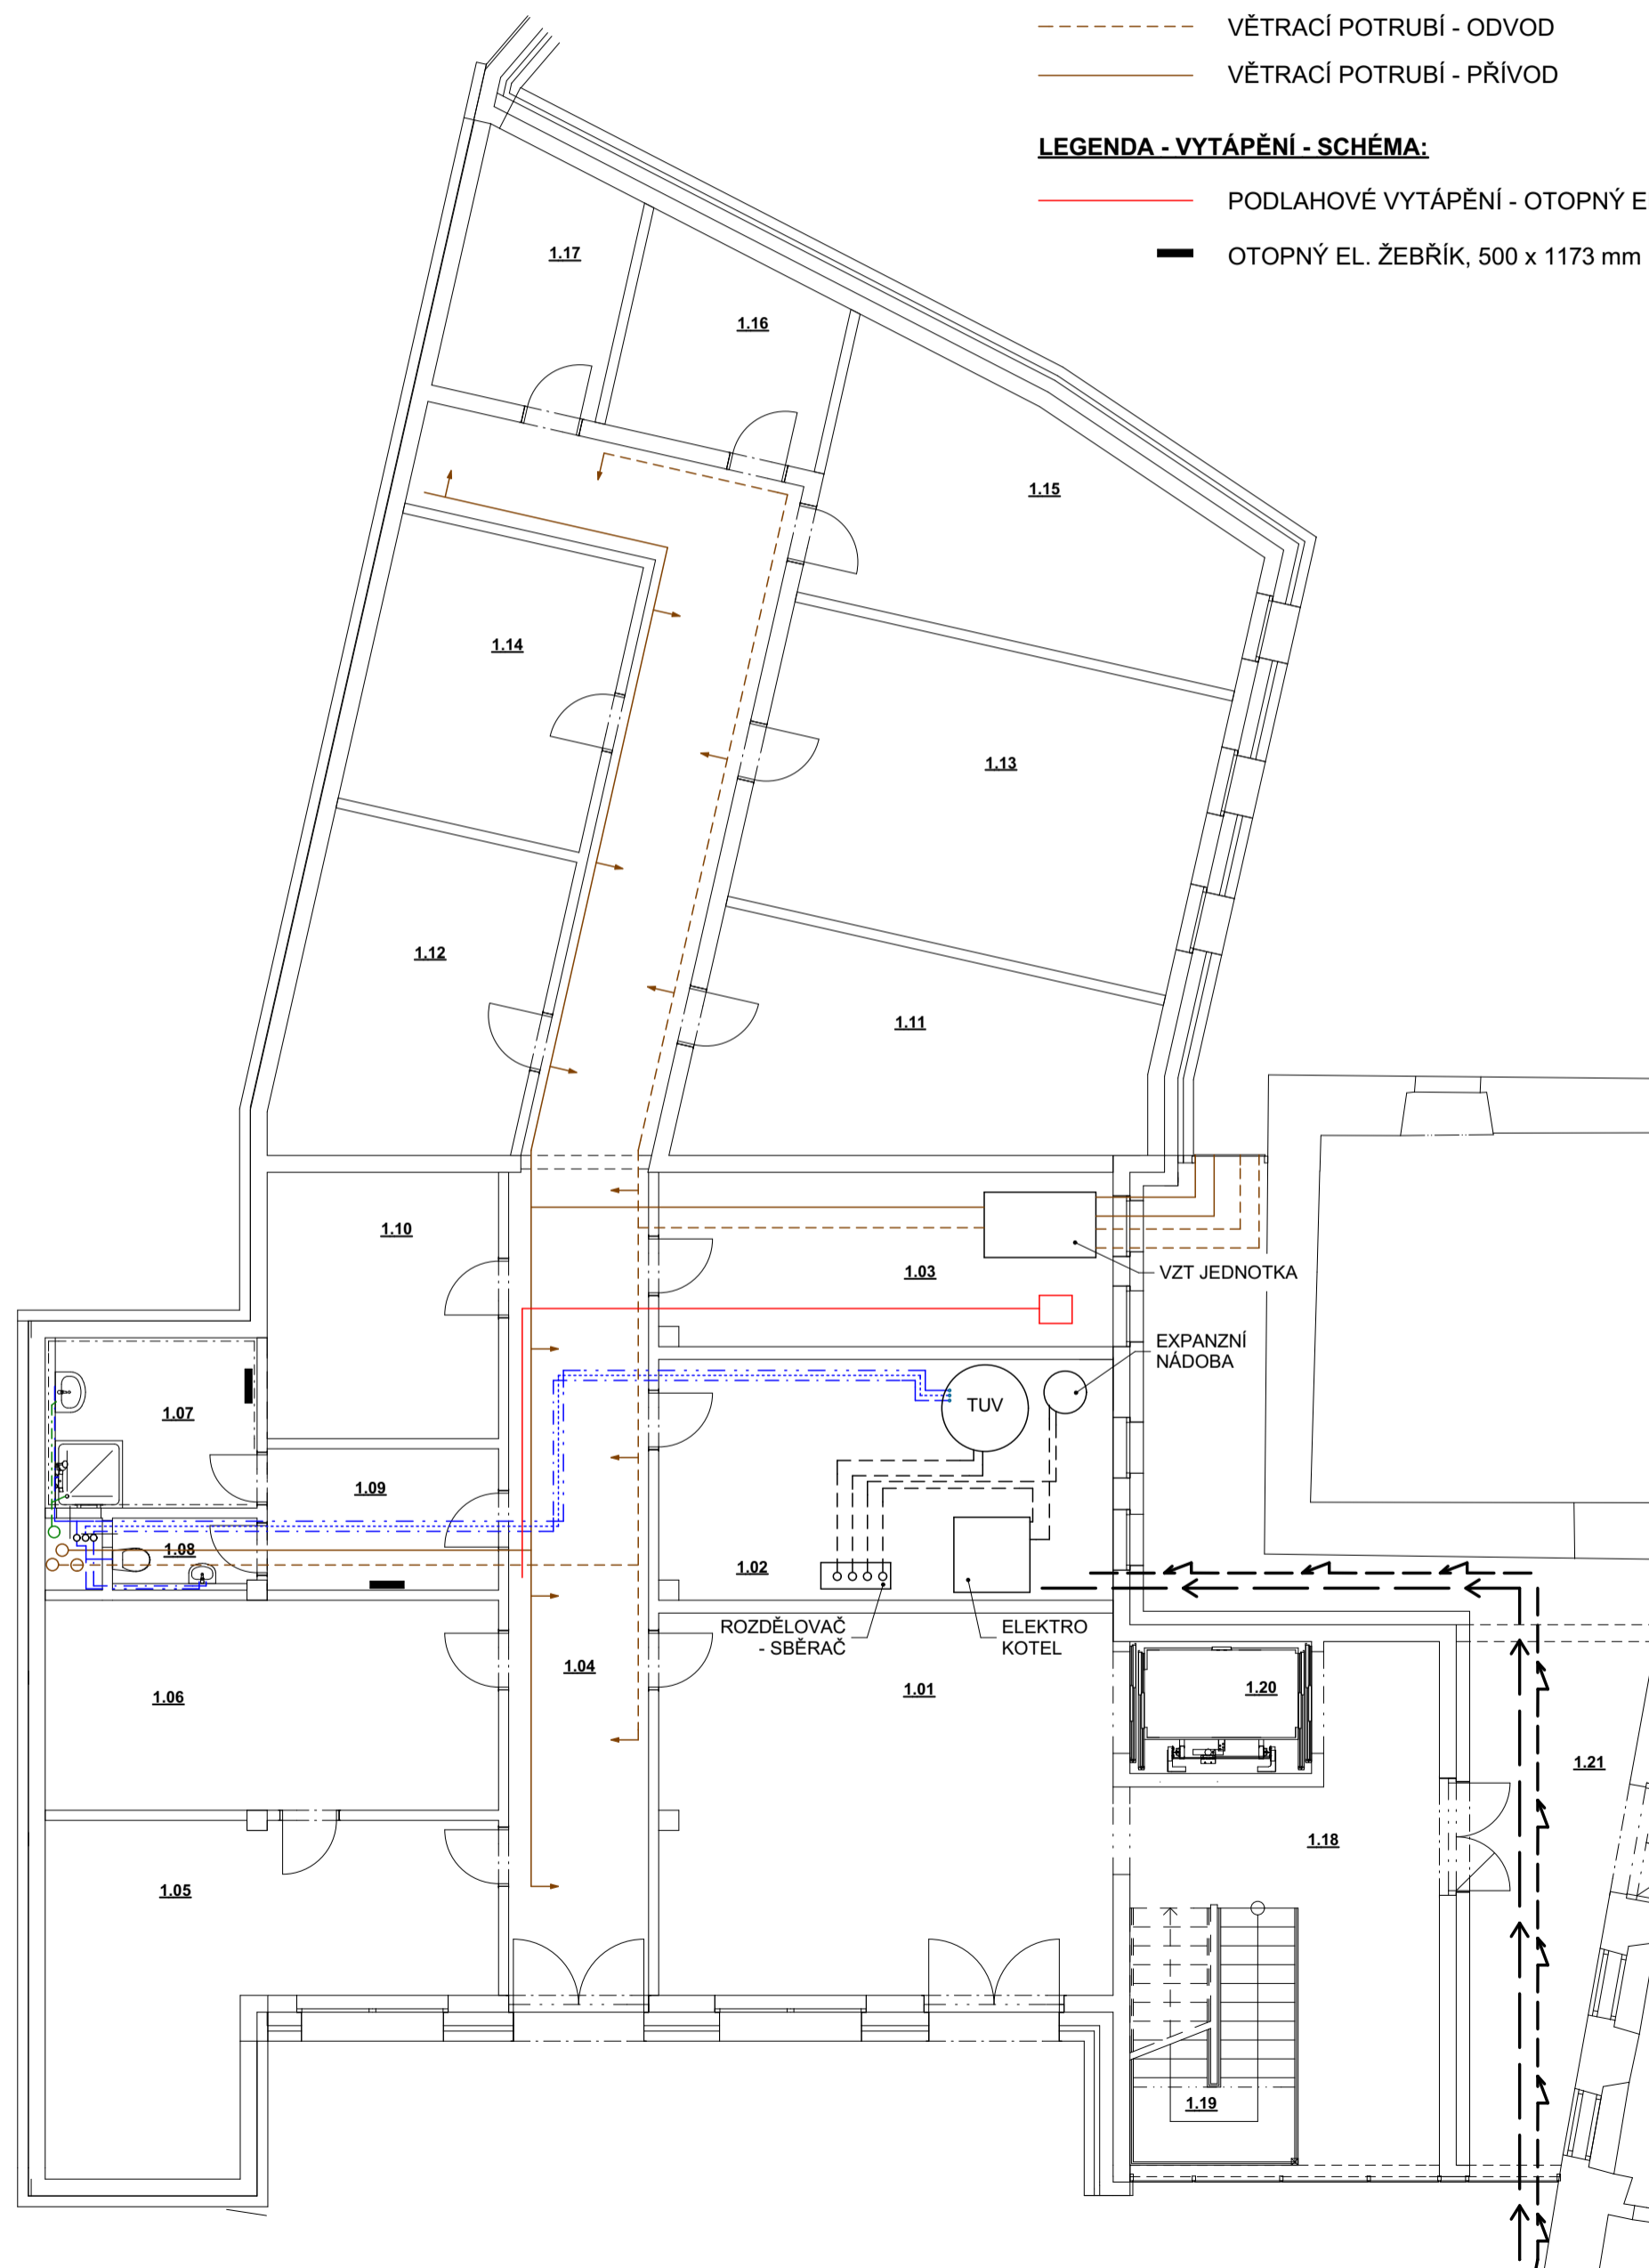 VĚTRACÍ POTRUBÍ - ODVOD
VĚTRACÍ POTRUBÍ - PŘÍVOD
LEGENDA - VYTÁPĚNÍ - SCHÉMA:
PODLAHOVÉ VYTÁPĚNÍ - OTOPNÝ E
OTOPNÝ EL. ŽEBŘÍK, 500 x 1173 mm
1.17
1.16
1.15
1.14
1.13
1.12
1.11
1.10
1.03
VZT JEDNOTKA
EXPANZNÍ
NÁDOBA
TUV
1.07
1.09
1.08
1.02
ROZDĚLOVAČ
- SBĚRAČ
ELEKTRO
KOTEL
1.04
1.06
1.01
1.20
1.21
1.18
1.05
1.19